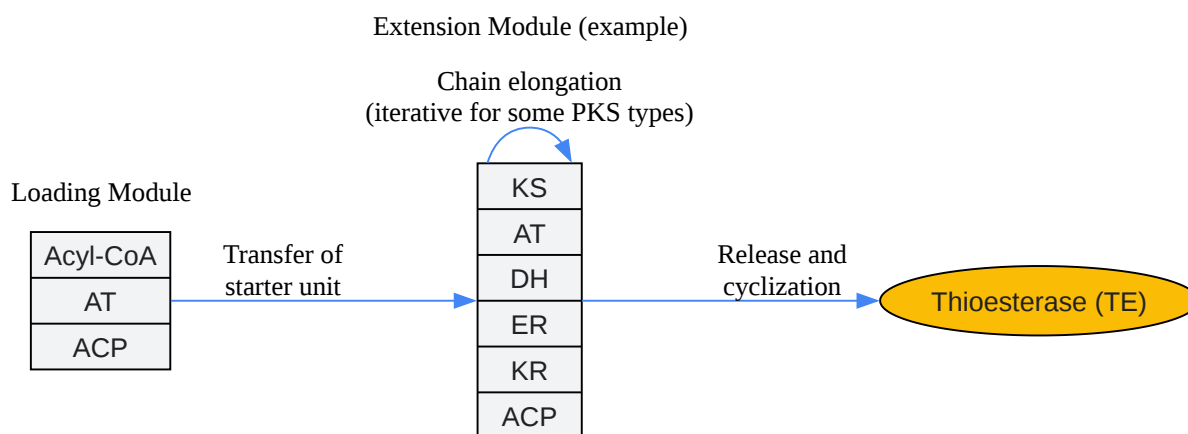 Extension Module (example)
Chain elongation
(iterative for some PKS types)
Loading Module
Acyl-CoA
AT
ACP
Transfer of
starter unit
KS
AT
DH
ER
KR
ACP
Release and
cyclization
Thioesterase (TE)